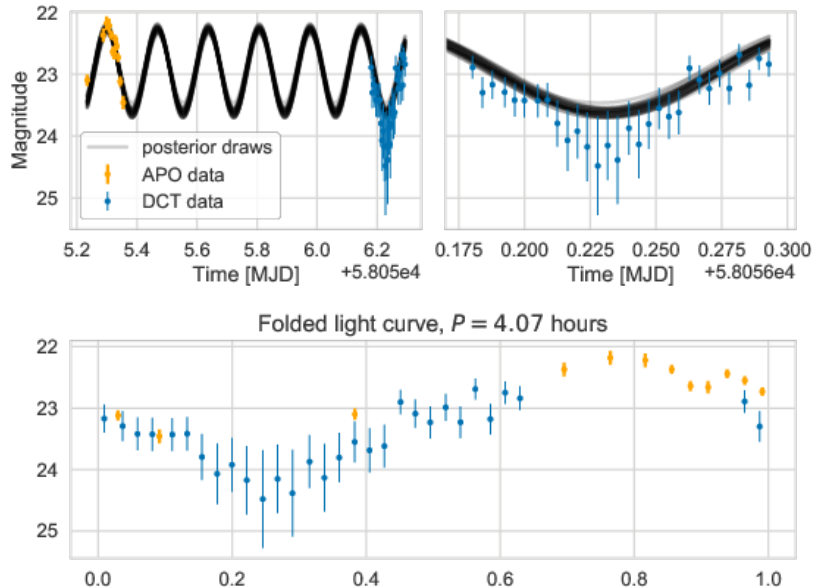 22
23
24
25
Magnitude
posterior draws
APO data
DCT data
5.2 5.4 5.6 5.8 6.0 6.2
Time [MJD] +5.805e4
0.175 0.200 0.225 0.250 0.275 0.300
Time [MJD] +5.8056e4
Folded light curve, P = 4.07 hours
22
23
24
25
0.0 0.2 0.4 0.6 0.8 1.0